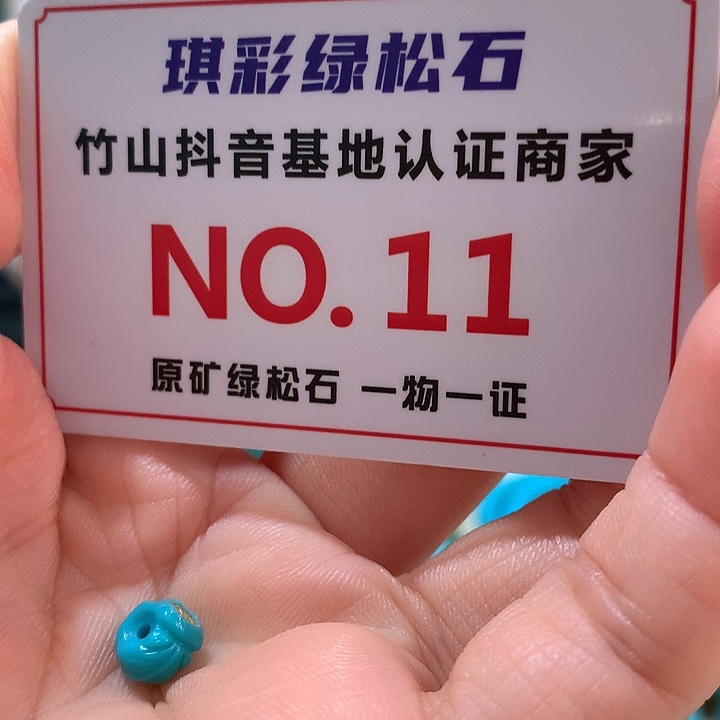 琪彩绿松石
竹山抖音基地认证商家
NO.11
原矿绿松石 一物一证